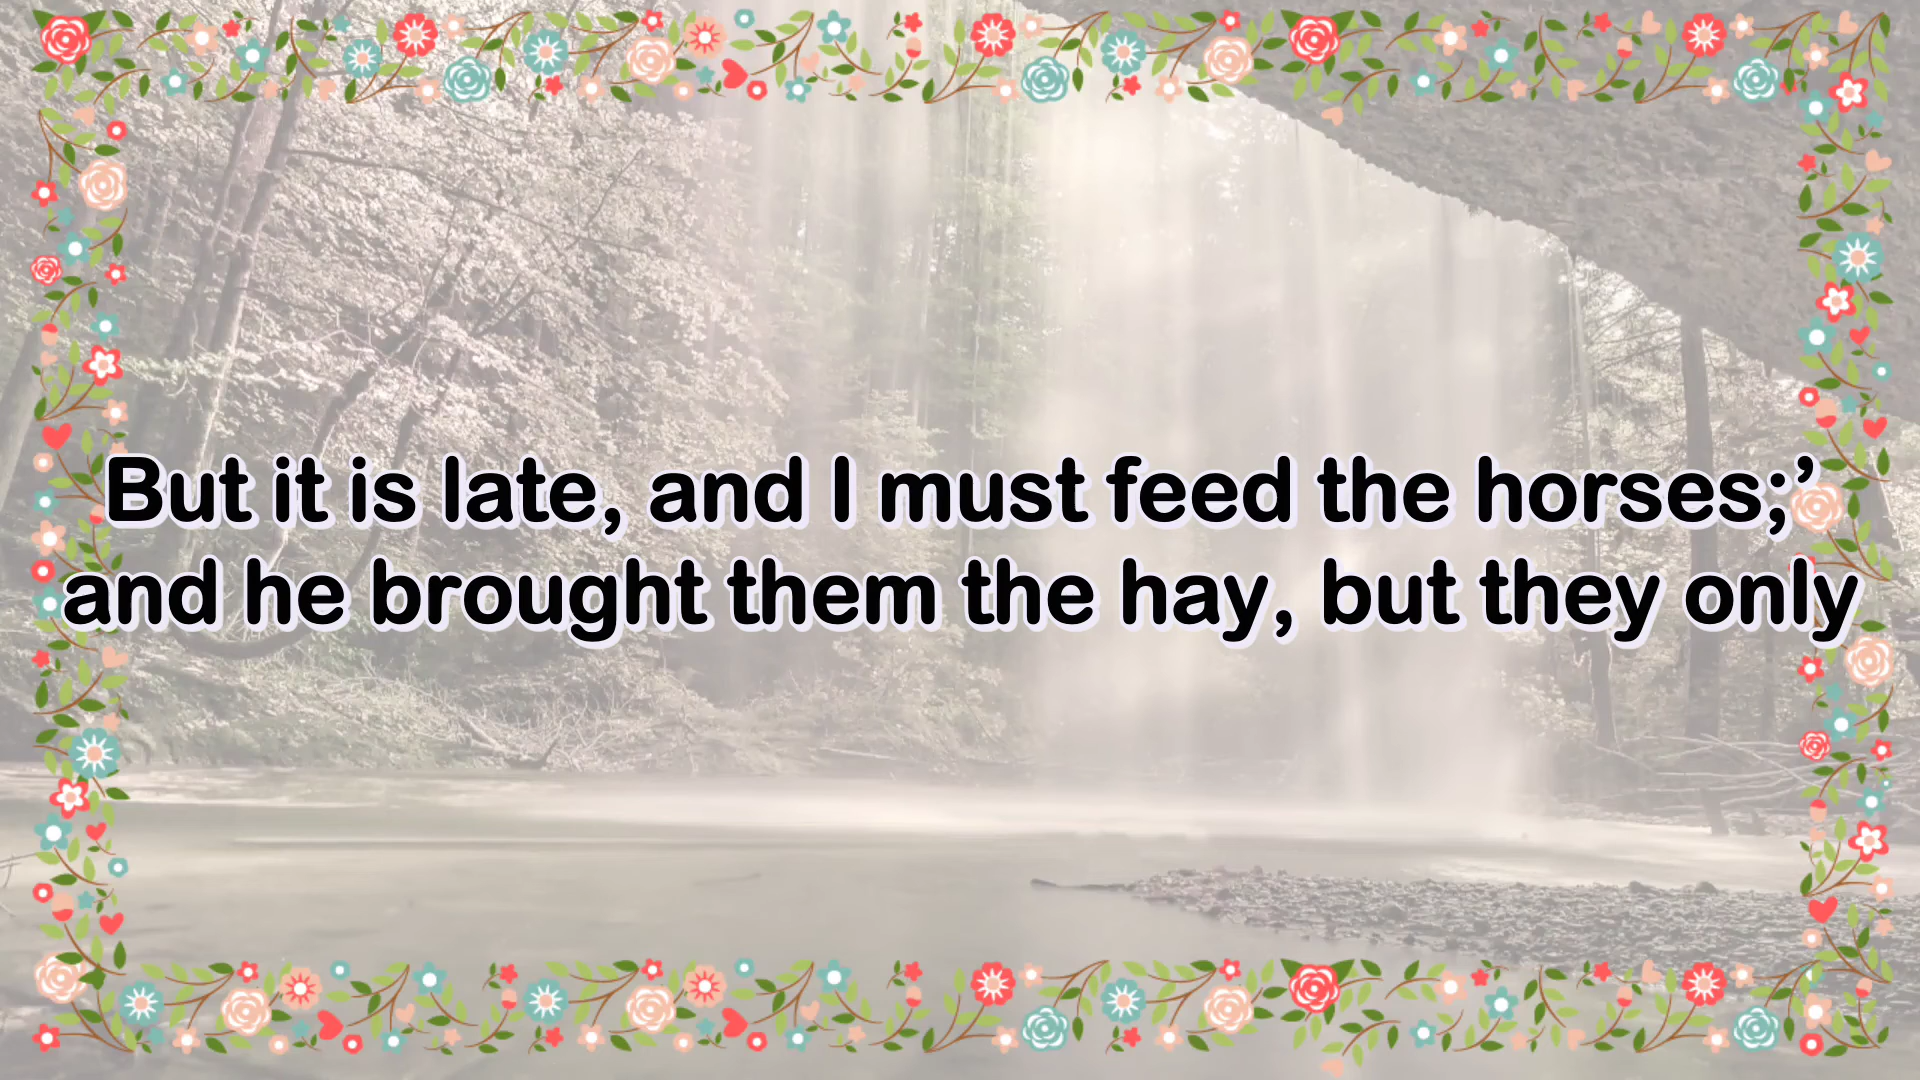 But it is late, and I must feed the horses;’
and he brought them the hay, but they only